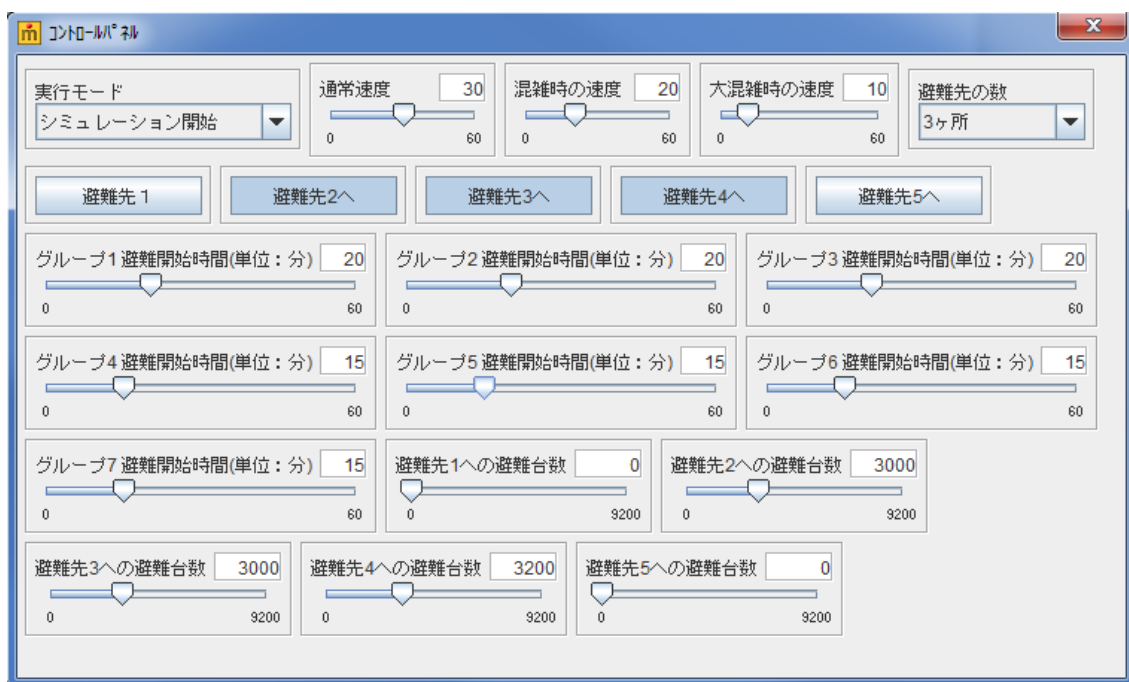 コントロールパネル
実行モード
シミュレーション開始
通常速度 30
0 60
混雑時の速度 20
0 60
大混雑時の速度 10
0 60
避難先の数
3ヶ所
避難先1
避難先2へ
避難先3へ
避難先4へ
避難先5へ
グループ1避難開始時間(単位:分) 20
0 60
グループ2避難開始時間(単位:分) 20
0 60
グループ3避難開始時間(単位:分) 20
0 60
グループ4避難開始時間(単位:分) 15
0 60
グループ5避難開始時間(単位:分) 15
0 60
グループ6避難開始時間(単位:分) 15
0 60
グループ7避難開始時間(単位:分) 15
0 60
避難先1への避難台数 0
0 9200
避難先2への避難台数 3000
0 9200
避難先3への避難台数 3000
0 9200
避難先4への避難台数 3200
0 9200
避難先5への避難台数 0
0 9200